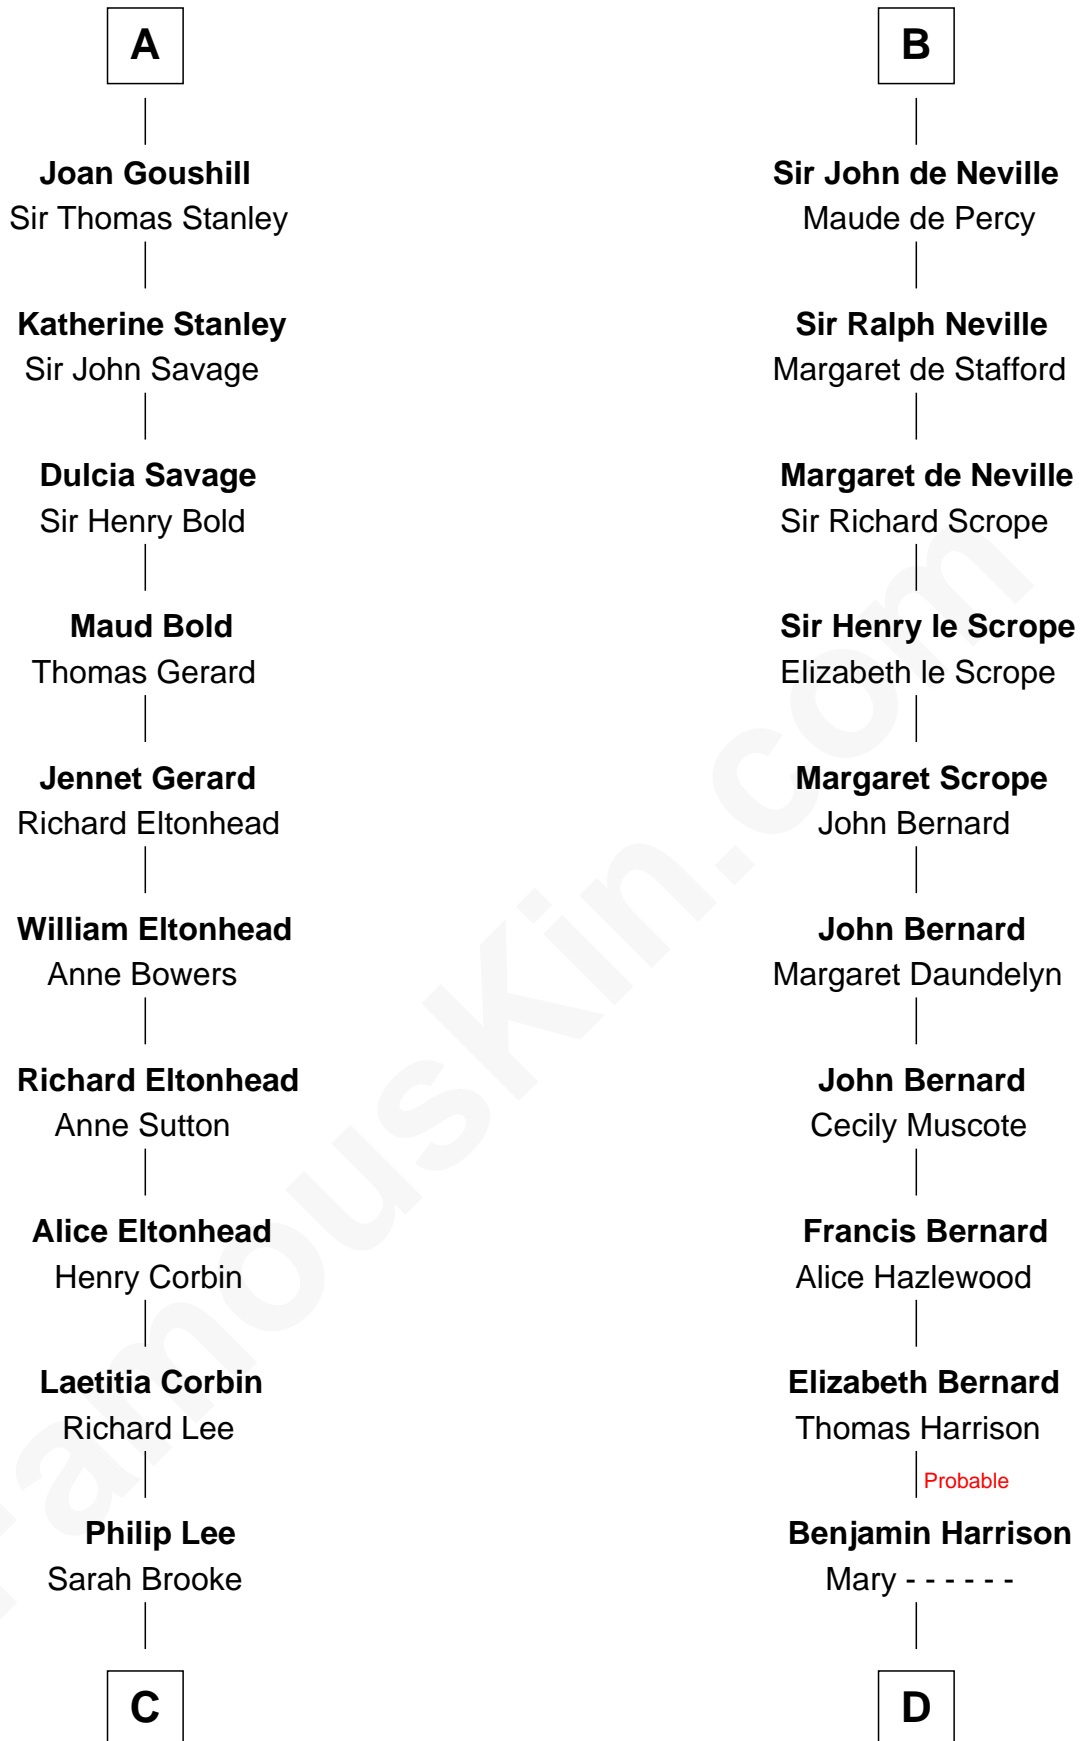 A
Joan Goushill
Sir Thomas Stanley
Katherine Stanley
Sir John Savage
Dulcia Savage
Sir Henry Bold
Maud Bold
Thomas Gerard
Jennet Gerard
Richard Eltonhead
William Eltonhead
Anne Bowers
Richard Eltonhead
Anne Sutton
Alice Eltonhead
Henry Corbin
Laetitia Corbin
Richard Lee
Philip Lee
Sarah Brooke
C
B
Sir John de Neville
Maude de Percy
Sir Ralph Neville
Margaret de Stafford
Margaret de Neville
Sir Richard Scrope
Sir Henry le Scrope
Elizabeth le Scrope
Margaret Scrope
John Bernard
John Bernard
Margaret Daundelyn
John Bernard
Cecily Muscote
Francis Bernard
Alice Hazlewood
Elizabeth Bernard
Thomas Harrison
Probable
Benjamin Harrison
Mary - - - - - -
D
FamousKin.com